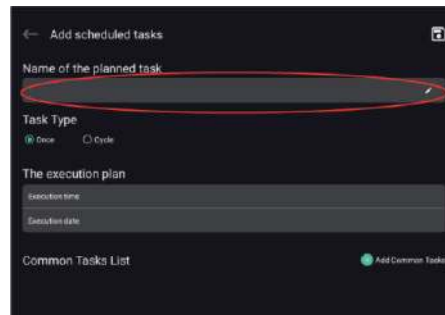 Add scheduled tasks
Name of the planned task
Task Type
Once Cycle
The execution plan
Execution time
Execution date
Common Tasks List Add Common Tasks